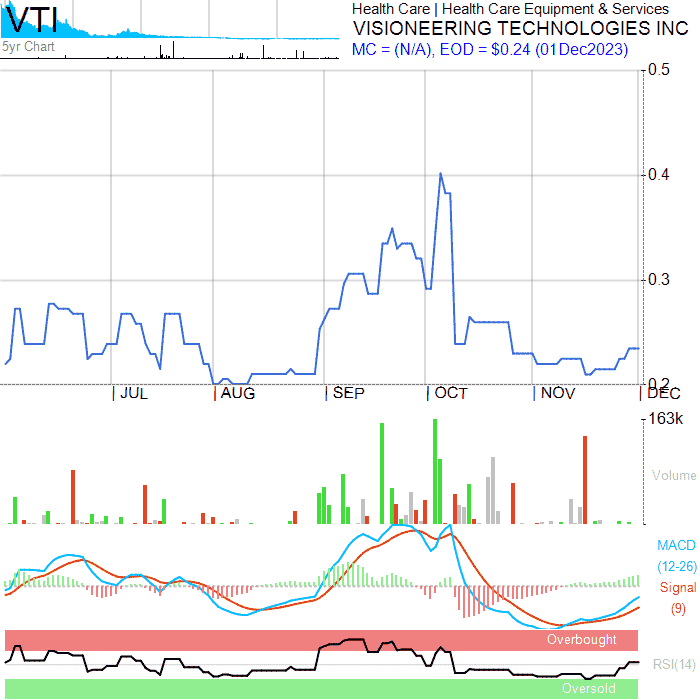 VTI
5yr Chart
Health Care | Health Care Equipment & Services
VISIONEERING TECHNOLOGIES INC
MC = (N/A), EOD = $0.24 (01Dec2023)
0.5
0.4
0.3
0.2
JUL AUG SEP OCT NOV DEC
163k
Volume
MACD
(12-26)
Signal
(9)
Overbought
RSI(14)
Oversold